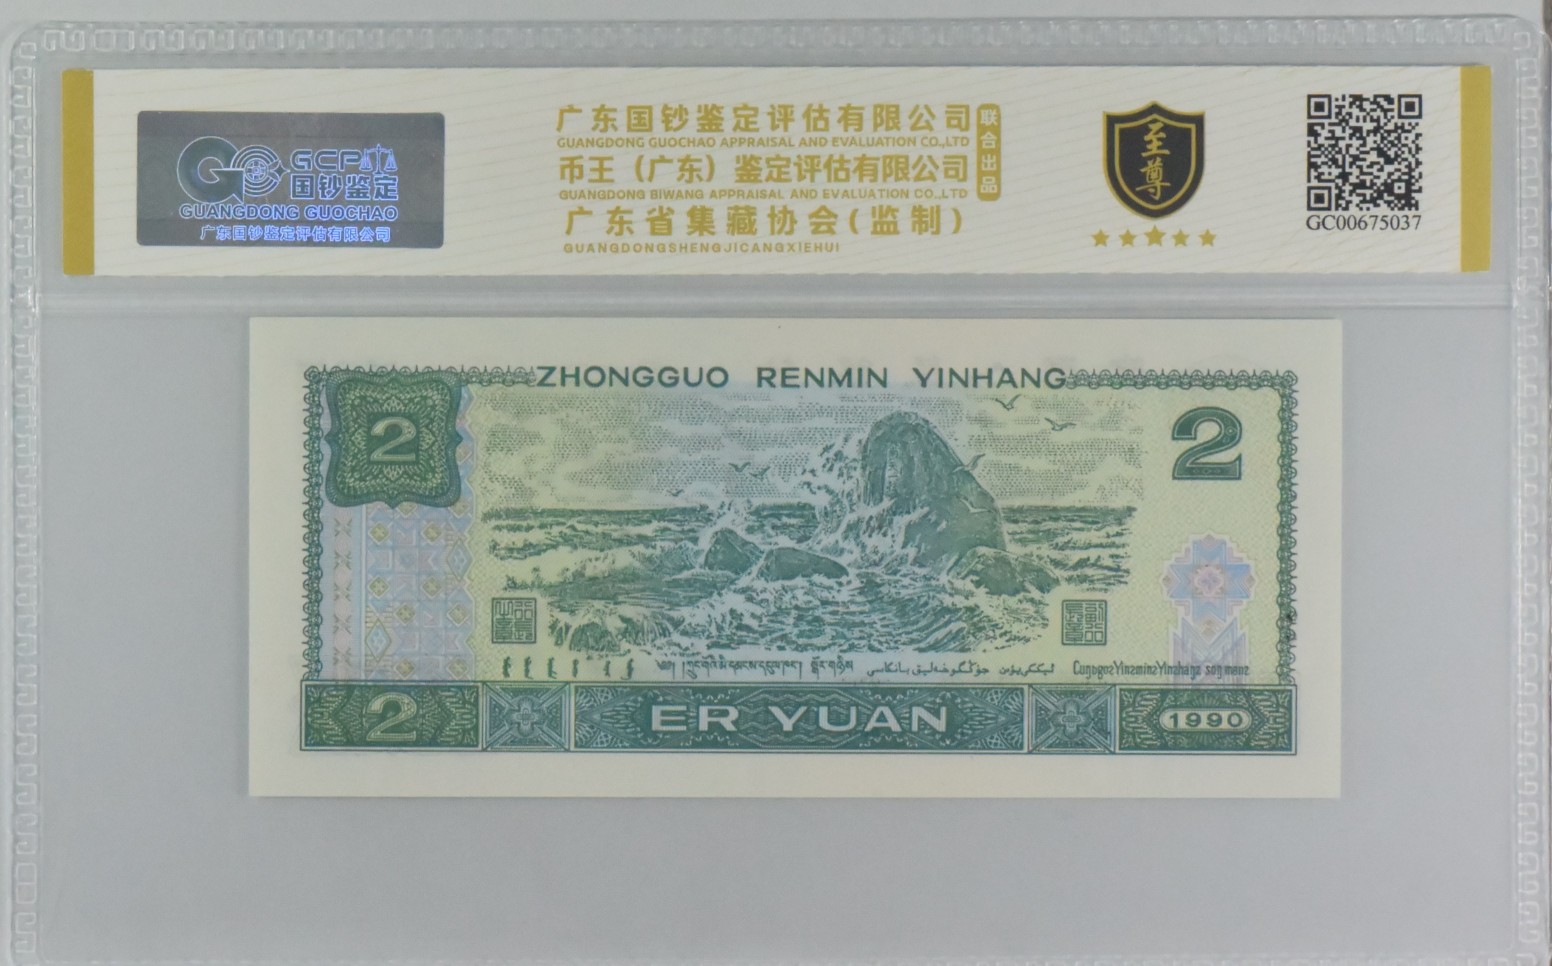 GCP
国钞鉴定
GUANGDONG GUOCHAO
广东国钞鉴定评估有限公司
广东国钞鉴定评估有限公司
GUANGDONG GUOCHAO APPRAISAL AND EVALUATION CO.,LTD
币王（广东）鉴定评估有限公司
GUANGDONG BIWANG APPRAISAL AND EVALUATION CO.,LTD
广东省集藏协会(监制)
GUANGDONGSHENGJICANGXIEHUI
联合出品
至尊
GC00675037
ZHONGGUO RENMIN YINHANG
2
2
2
ER YUAN
1990